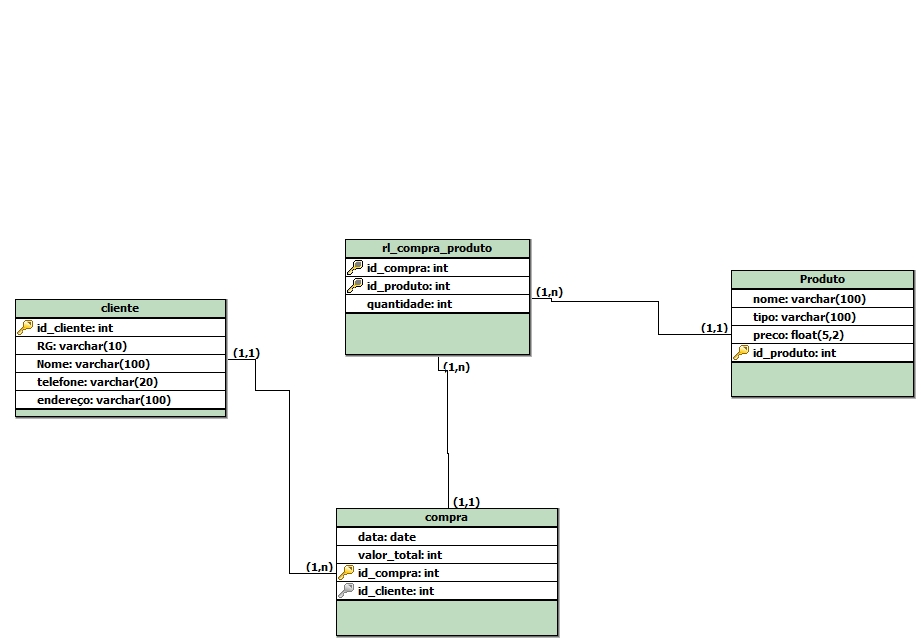 rl_compra_produto
id_compra: int
id_produto: int
quantidade: int
(1,n)
(1,n)
Produto
nome: varchar(100)
tipo: varchar(100)
preco: float(5,2)
id_produto: int
(1,1)
cliente
id_cliente: int
RG: varchar(10)
Nome: varchar(100)
telefone: varchar(20)
endereço: varchar(100)
(1,1)
(1,1)
compra
data: date
valor_total: int
id_compra: int
id_cliente: int
(1,n)